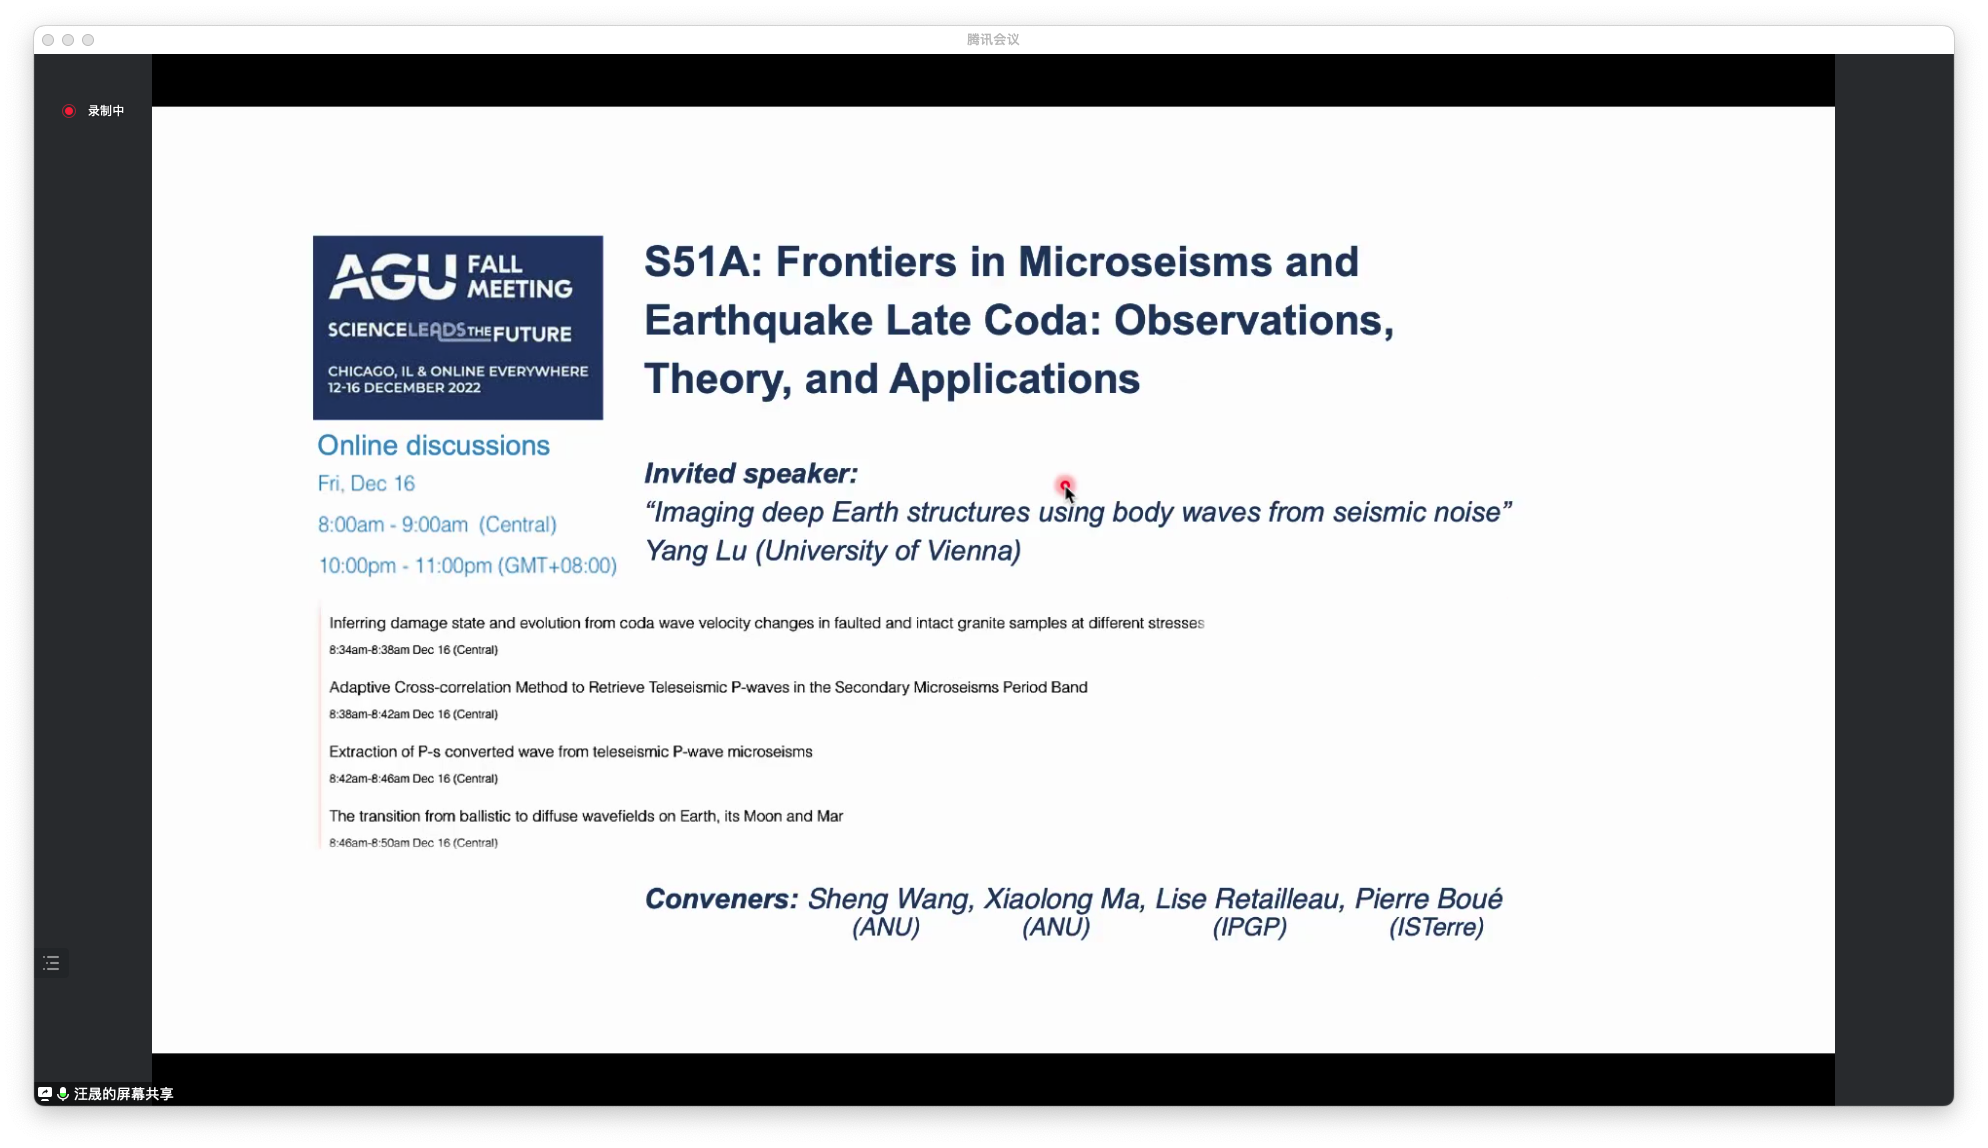 腾讯会议
录制中
AGU FALL MEETING
SCIENCE LEADS THE FUTURE
CHICAGO, IL & ONLINE EVERYWHERE
12-16 DECEMBER 2022
Online discussions
Fri, Dec 16
8:00am - 9:00am (Central)
10:00pm - 11:00pm (GMT+08:00)
S51A: Frontiers in Microseisms and
Earthquake Late Coda: Observations,
Theory, and Applications
Invited speaker:
“Imaging deep Earth structures using body waves from seismic noise”
Yang Lu (University of Vienna)
Inferring damage state and evolution from coda wave velocity changes in faulted and intact granite samples at different stresses
8:34am-8:38am Dec 16 (Central)
Adaptive Cross-correlation Method to Retrieve Teleseismic P-waves in the Secondary Microseisms Period Band
8:38am-8:42am Dec 16 (Central)
Extraction of P-s converted wave from teleseismic P-wave microseisms
8:42am-8:46am Dec 16 (Central)
The transition from ballistic to diffuse wavefields on Earth, its Moon and Mar
8:46am-8:50am Dec 16 (Central)
Conveners: Sheng Wang, Xiaolong Ma, Lise Retailleau, Pierre Boué
(ANU) (ANU) (IPGP) (ISTerre)
汪晟的屏幕共享